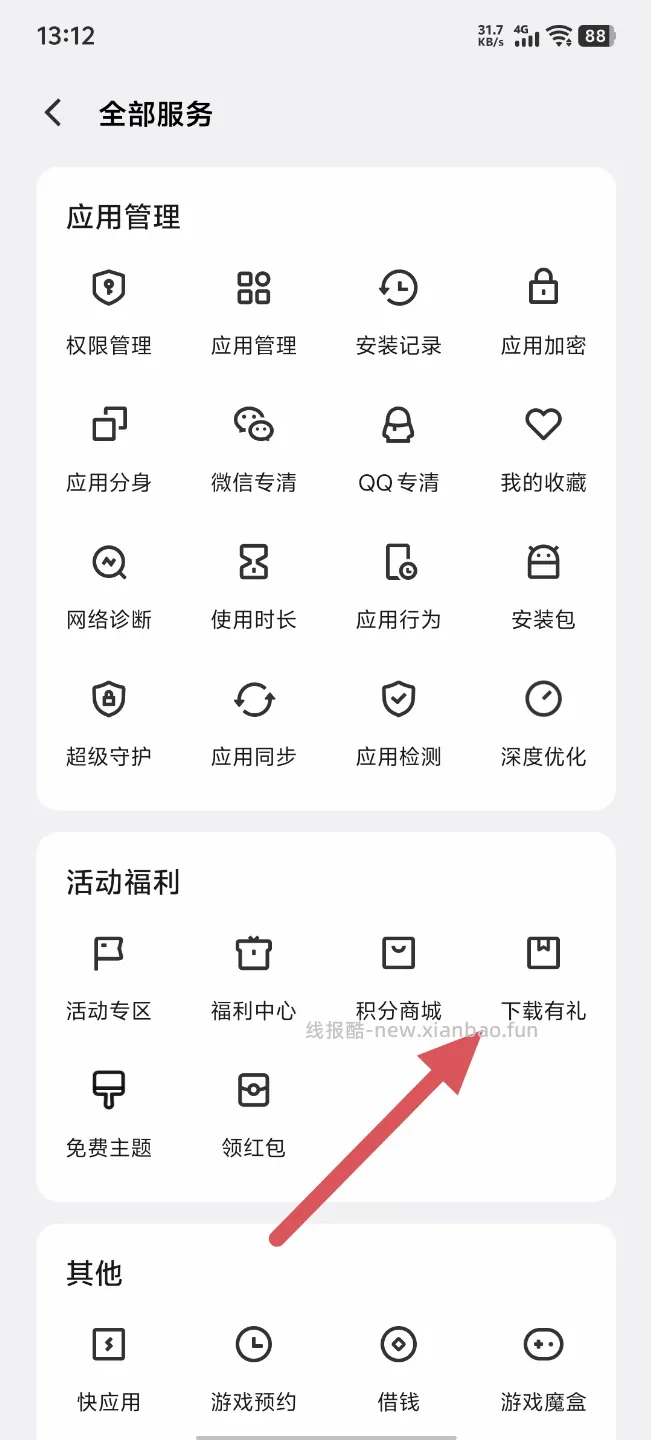 13:12
31.7 KB/s 4G 88
全部服务
应用管理
权限管理 应用管理 安装记录 应用加密
应用分身 微信专清 QQ专清 我的收藏
网络诊断 使用时长 应用行为 安装包
超级守护 应用同步 应用检测 深度优化
活动福利
活动专区 福利中心 积分商城 下载有礼
线报酷-new.xianbao.fun
免费主题 领红包
其他
快应用 游戏预约 借钱 游戏魔盒